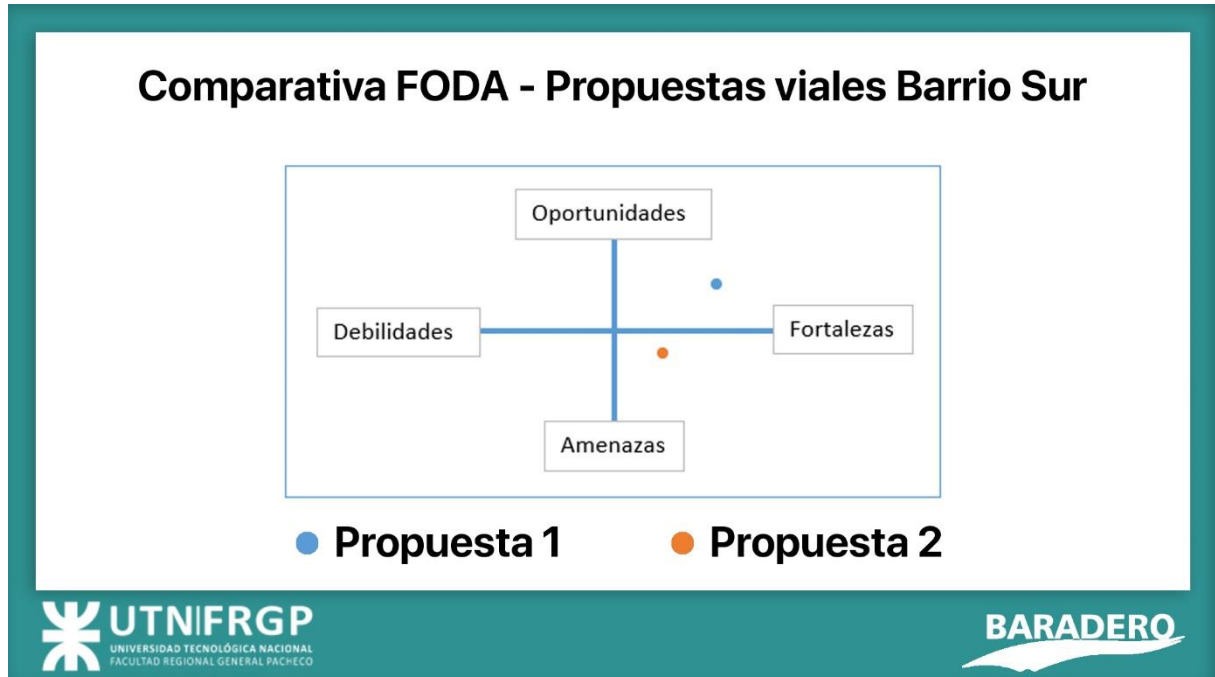 Comparativa FODA - Propuestas viales Barrio Sur
Oportunidades
Debilidades
Fortalezas
Amenazas
Propuesta 1
Propuesta 2
UTN|FRGP
UNIVERSIDAD TECNOLÓGICA NACIONAL
FACULTAD REGIONAL GENERAL PACHECO
BARADERO